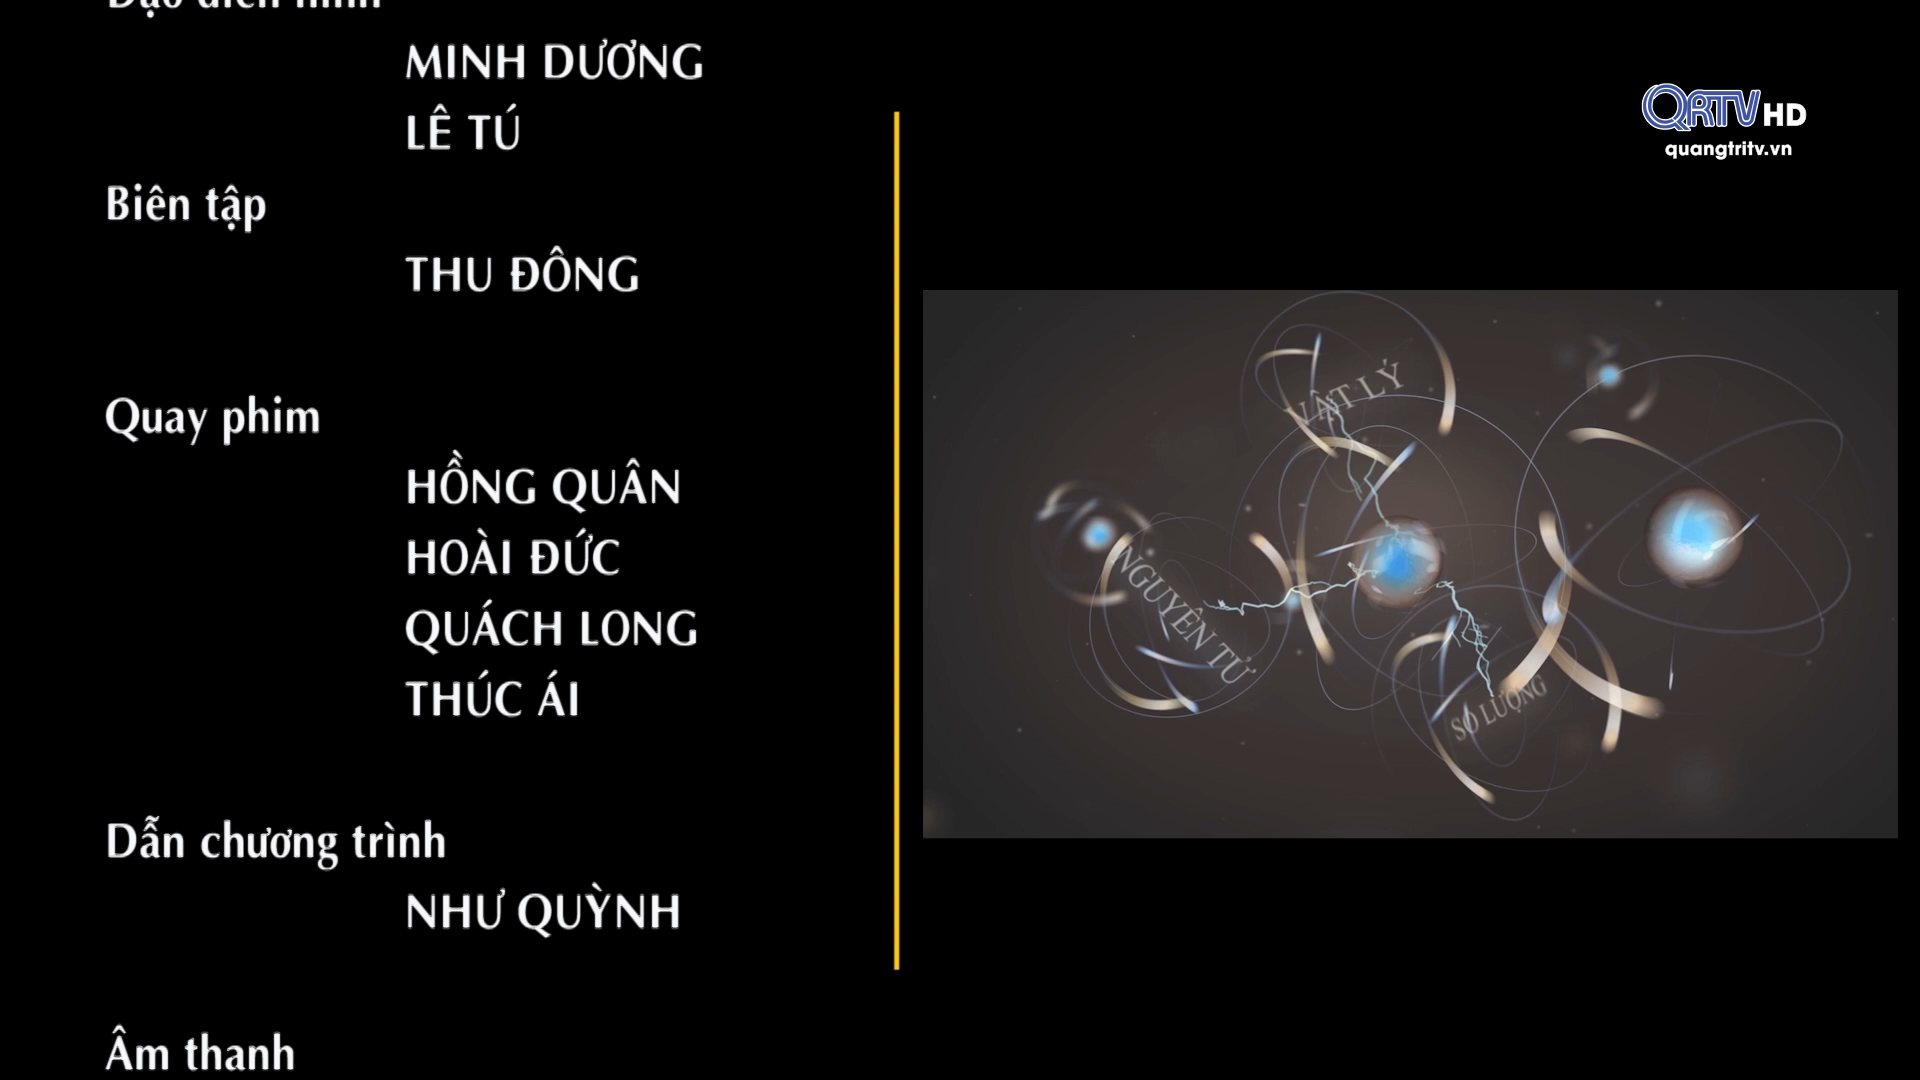 MINH DƯƠNG
LÊ TÚ
Biên tập
THU ĐÔNG
Quay phim
HỒNG QUÂN
HOÀI ĐỨC
QUÁCH LONG
THÚC ÁI
Dẫn chương trình
NHƯ QUỲNH
Âm thanh
QRTV HD
quangtritv.vn
VẬT LÝ
NGUYÊN TỬ
SỐ LƯỢNG